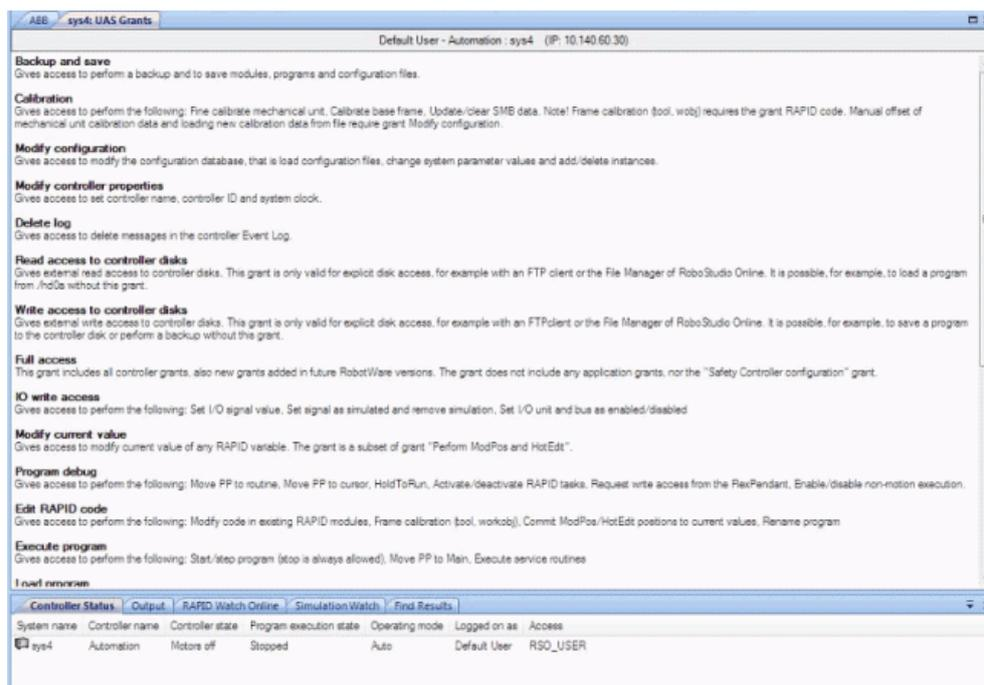 ABB sys4: UAS Grants
Default User - Automation : sys4 (IP: 10.140.60.30)
Backup and save
Gives access to perform a backup and to save modules, programs and configuration files.
Calibration
Gives access to perform the following: Fine calibrate mechanical unit, Calibrate base frame, Update/clear SMB data. Note! Frame calibration (tool, wobj) requires the grant RAPID code. Manual offset of
mechanical unit calibration data and loading new calibration data from file require grant Modify configuration.
Modify configuration
Gives access to modify the configuration database, that is load configuration files, change system parameter values and add/delete instances.
Modify controller properties
Gives access to set controller name, controller ID and system clock.
Delete log
Gives access to delete messages in the controller Event Log.
Read access to controller disks
Gives external read access to controller disks. This grant is only valid for explicit disk access, for example with an FTP client or the File Manager of RoboStudio Online. It is possible, for example, to load a program
from /hd0a without this grant.
Write access to controller disks
Gives external write access to controller disks. This grant is only valid for explicit disk access, for example with an FTPclient or the File Manager of RoboStudio Online. It is possible, for example, to save a program
to the controller disk or perform a backup without this grant.
Full access
This grant includes all controller grants, also new grants added in future RobotWare versions. The grant does not include any application grants, nor the "Safety Controller configuration" grant.
IO write access
Gives access to perform the following: Set I/O signal value, Set signal as simulated and remove simulation, Set I/O unit and bus as enabled/disabled
Modify current value
Gives access to modify current value of any RAPID variable. The grant is a subset of grant "Perform ModPos and HotEdt".
Program debug
Gives access to perform the following: Move PP to routine, Move PP to cursor, HoldToRun, Activate/deactivate RAPID tasks, Request write access from the FlexPendant, Enable/disable non-motion execution.
Edit RAPID code
Gives access to perform the following: Modify code in existing RAPID modules, Frame calibration (tool, workobj), Commit ModPos/HotEdit positions to current values, Rename program
Execute program
Gives access to perform the following: Start/step program (stop is always allowed), Move PP to Main, Execute service routines
Load program
Controller Status Output RAPID Watch Online Simulation Watch Find Results
System name Controller name Controller state Program execution state Operating mode Logged on as Access
sys4 Automation Motors off Stopped Auto Default User RSO_USER